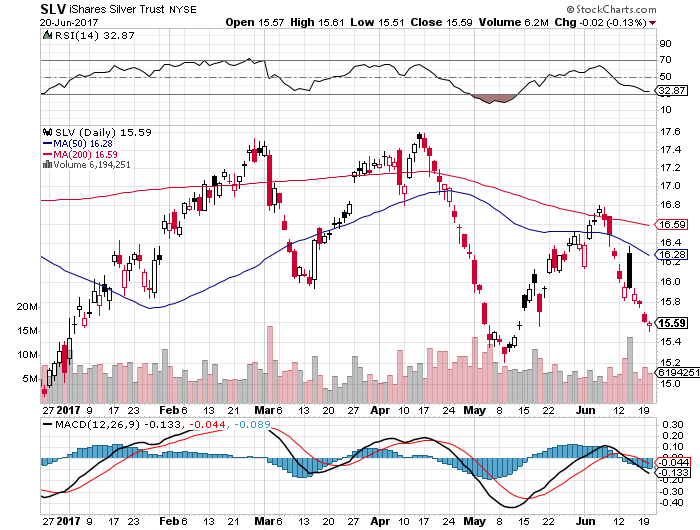 SLV iShares Silver Trust NYSE © StockCharts.com
20-Jun-2017 Open 15.57 High 15.61 Low 15.51 Close 15.59 Volume 6.2M Chg -0.02 (-0.13%)
RSI(14) 32.87
90
70
50
32.87
30
10
SLV (Daily) 15.59
MA(50) 16.28
MA(200) 16.59
Volume 6,194,251
17.6
17.4
17.2
17.0
16.8
16.59
16.4
16.28
16.2
16.0
15.8
15.59
15.4
15.2
15.0
20M
15M
10M
5M
6194251
27 2017 9 17 23 Feb 6 13 21 Mar 6 13 20 27 Apr 10 17 24 May 8 15 22 Jun 12 19
MACD(12,26,9) -0.133, -0.044, -0.089
0.30
0.20
0.10
0.00
-0.044
-0.133
-0.20
-0.30
-0.40
27 2017 9 17 23 Feb 6 13 21 Mar 6 13 20 27 Apr 10 17 24 May 8 15 22 Jun 12 19